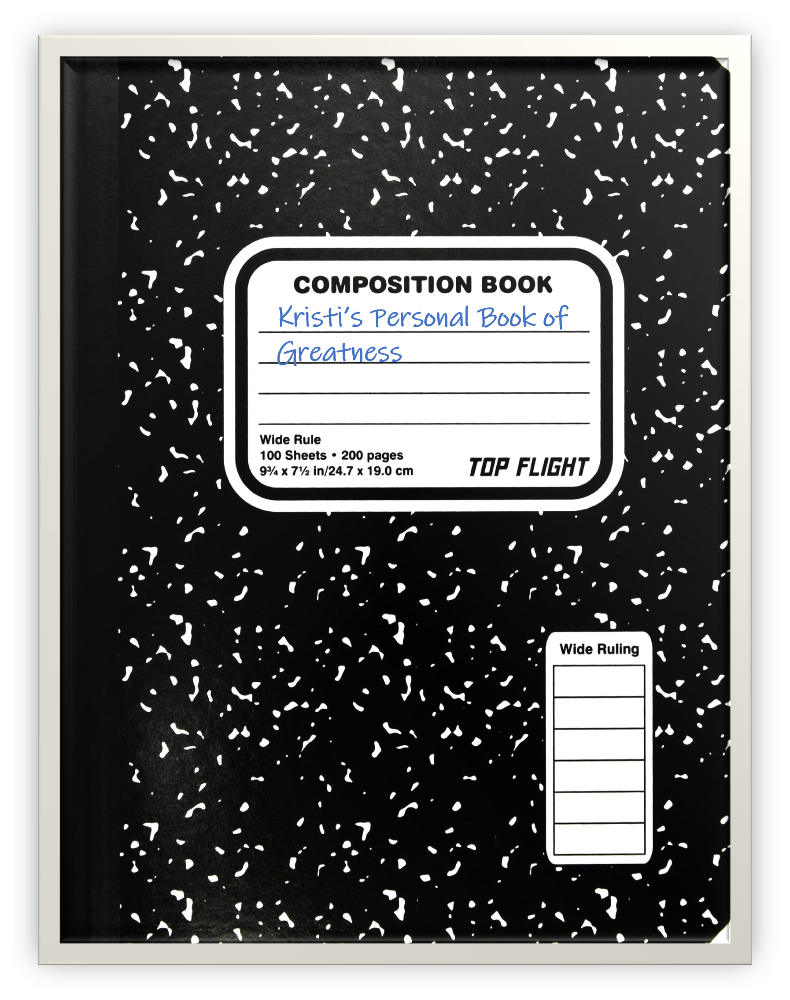 COMPOSITION BOOK
Kristi's Personal Book of
Greatness
Wide Rule
100 Sheets • 200 pages
9¾ x 7½ in/24.7 x 19.0 cm
TOP FLIGHT
Wide Ruling